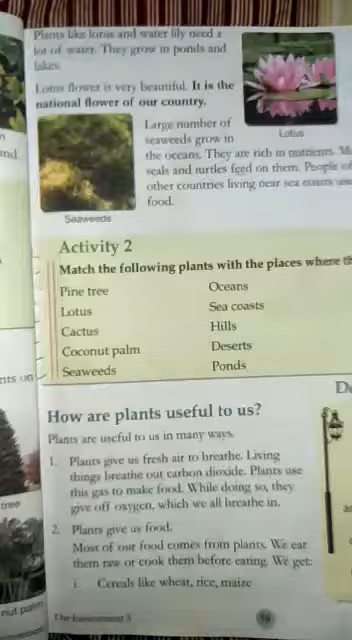 Plants like lotus and water lily need a
lot of water. They grow in ponds and
lakes.
Lotus flower is very beautiful. It is the
national flower of our country.
Lotus
Large number of
seaweeds grow in
the oceans. They are rich in nutrients.
seals and turtles feed on them. People of
other countries living near sea coasts
food.
Seaweeds
Activity 2
Match the following plants with the places where
Pine tree
Oceans
Lotus
Sea coasts
Cactus
Hills
Coconut palm
Deserts
Seaweeds
Ponds
How are plants useful to us?
Plants are useful to us in many ways.
1. Plants give us fresh air to breathe. Living
things breathe out carbon dioxide. Plants use
this gas to make food. While doing so, they
give off oxygen, which we all breathe in.
2. Plants give us food.
Most of our food comes from plants. We eat
them raw or cook them before eating. We get:
i. Cereals like wheat, rice, maize
Our Environment 3
tree
nut palm